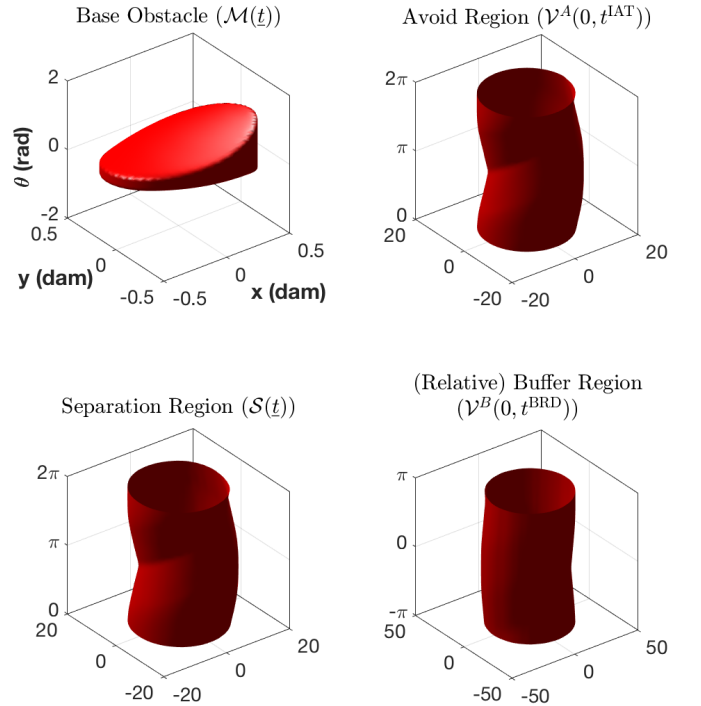 Base Obstacle (M(t))
2
0
-2
θ (rad)
0.5
0
-0.5
y (dam)
-0.5
0
0.5
x (dam)
Avoid Region (V^A(0, t^IAT))
2π
π
0
20
0
-20
-20
0
20
Separation Region (S(t))
2π
π
0
20
0
-20
-20
0
20
(Relative) Buffer Region
(V^B(0, t^BRD))
π
0
-π
50
0
-50
-50
0
50